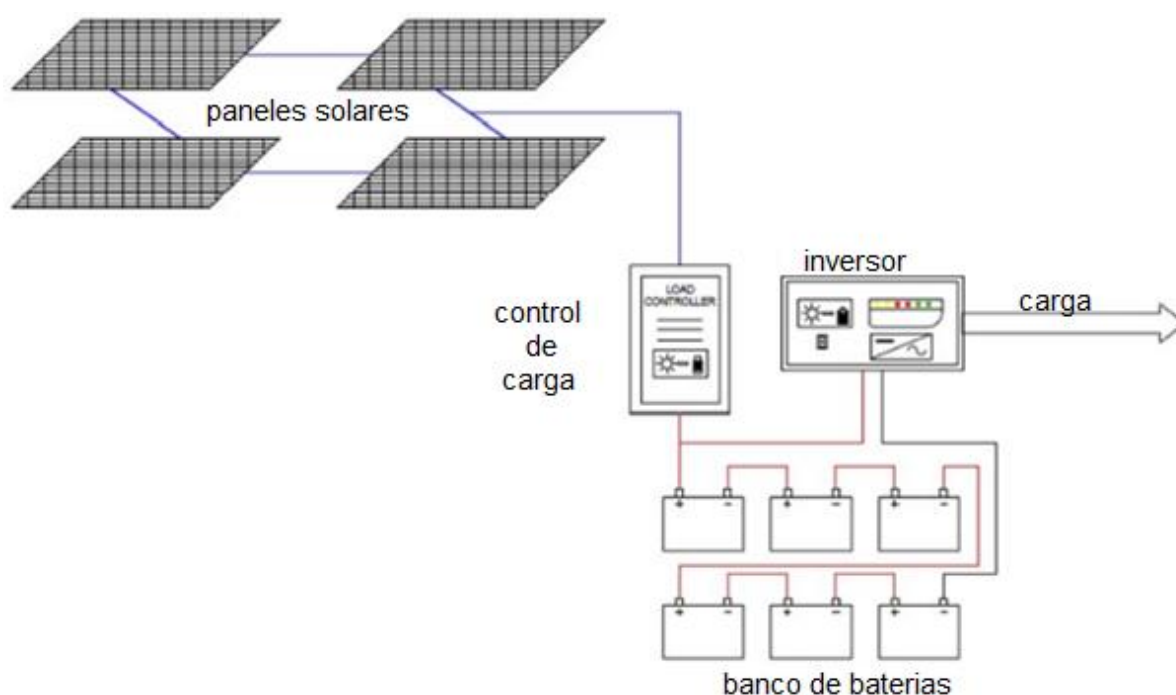 paneles solares
inversor
LOAD
CONTROLLER
control
de
carga
carga
+ - + - + -
+ - + - + -
banco de baterias